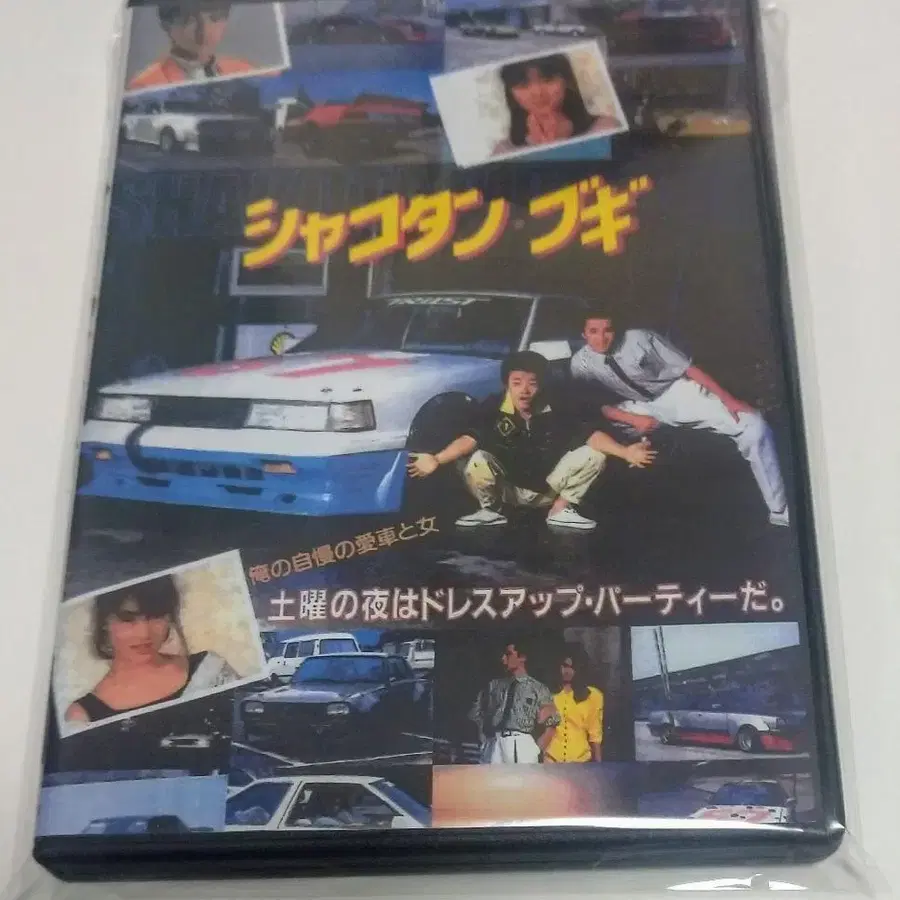 シャコタン・ブギ
TRUST
俺の自慢の愛車と女
土曜の夜はドレスアップ・パーティーだ。